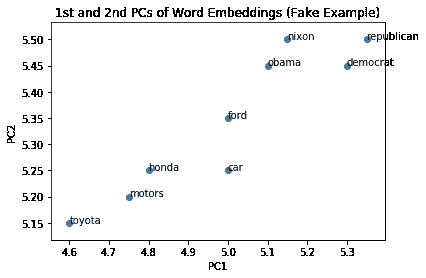 1st and 2nd PCs of Word Embeddings (Fake Example)
5.50
5.45
5.40
5.35
5.30
5.25
5.20
5.15
PC2
nixon
republican
obama
democrat
ford
honda
car
motors
toyota
4.6 4.7 4.8 4.9 5.0 5.1 5.2 5.3
PC1